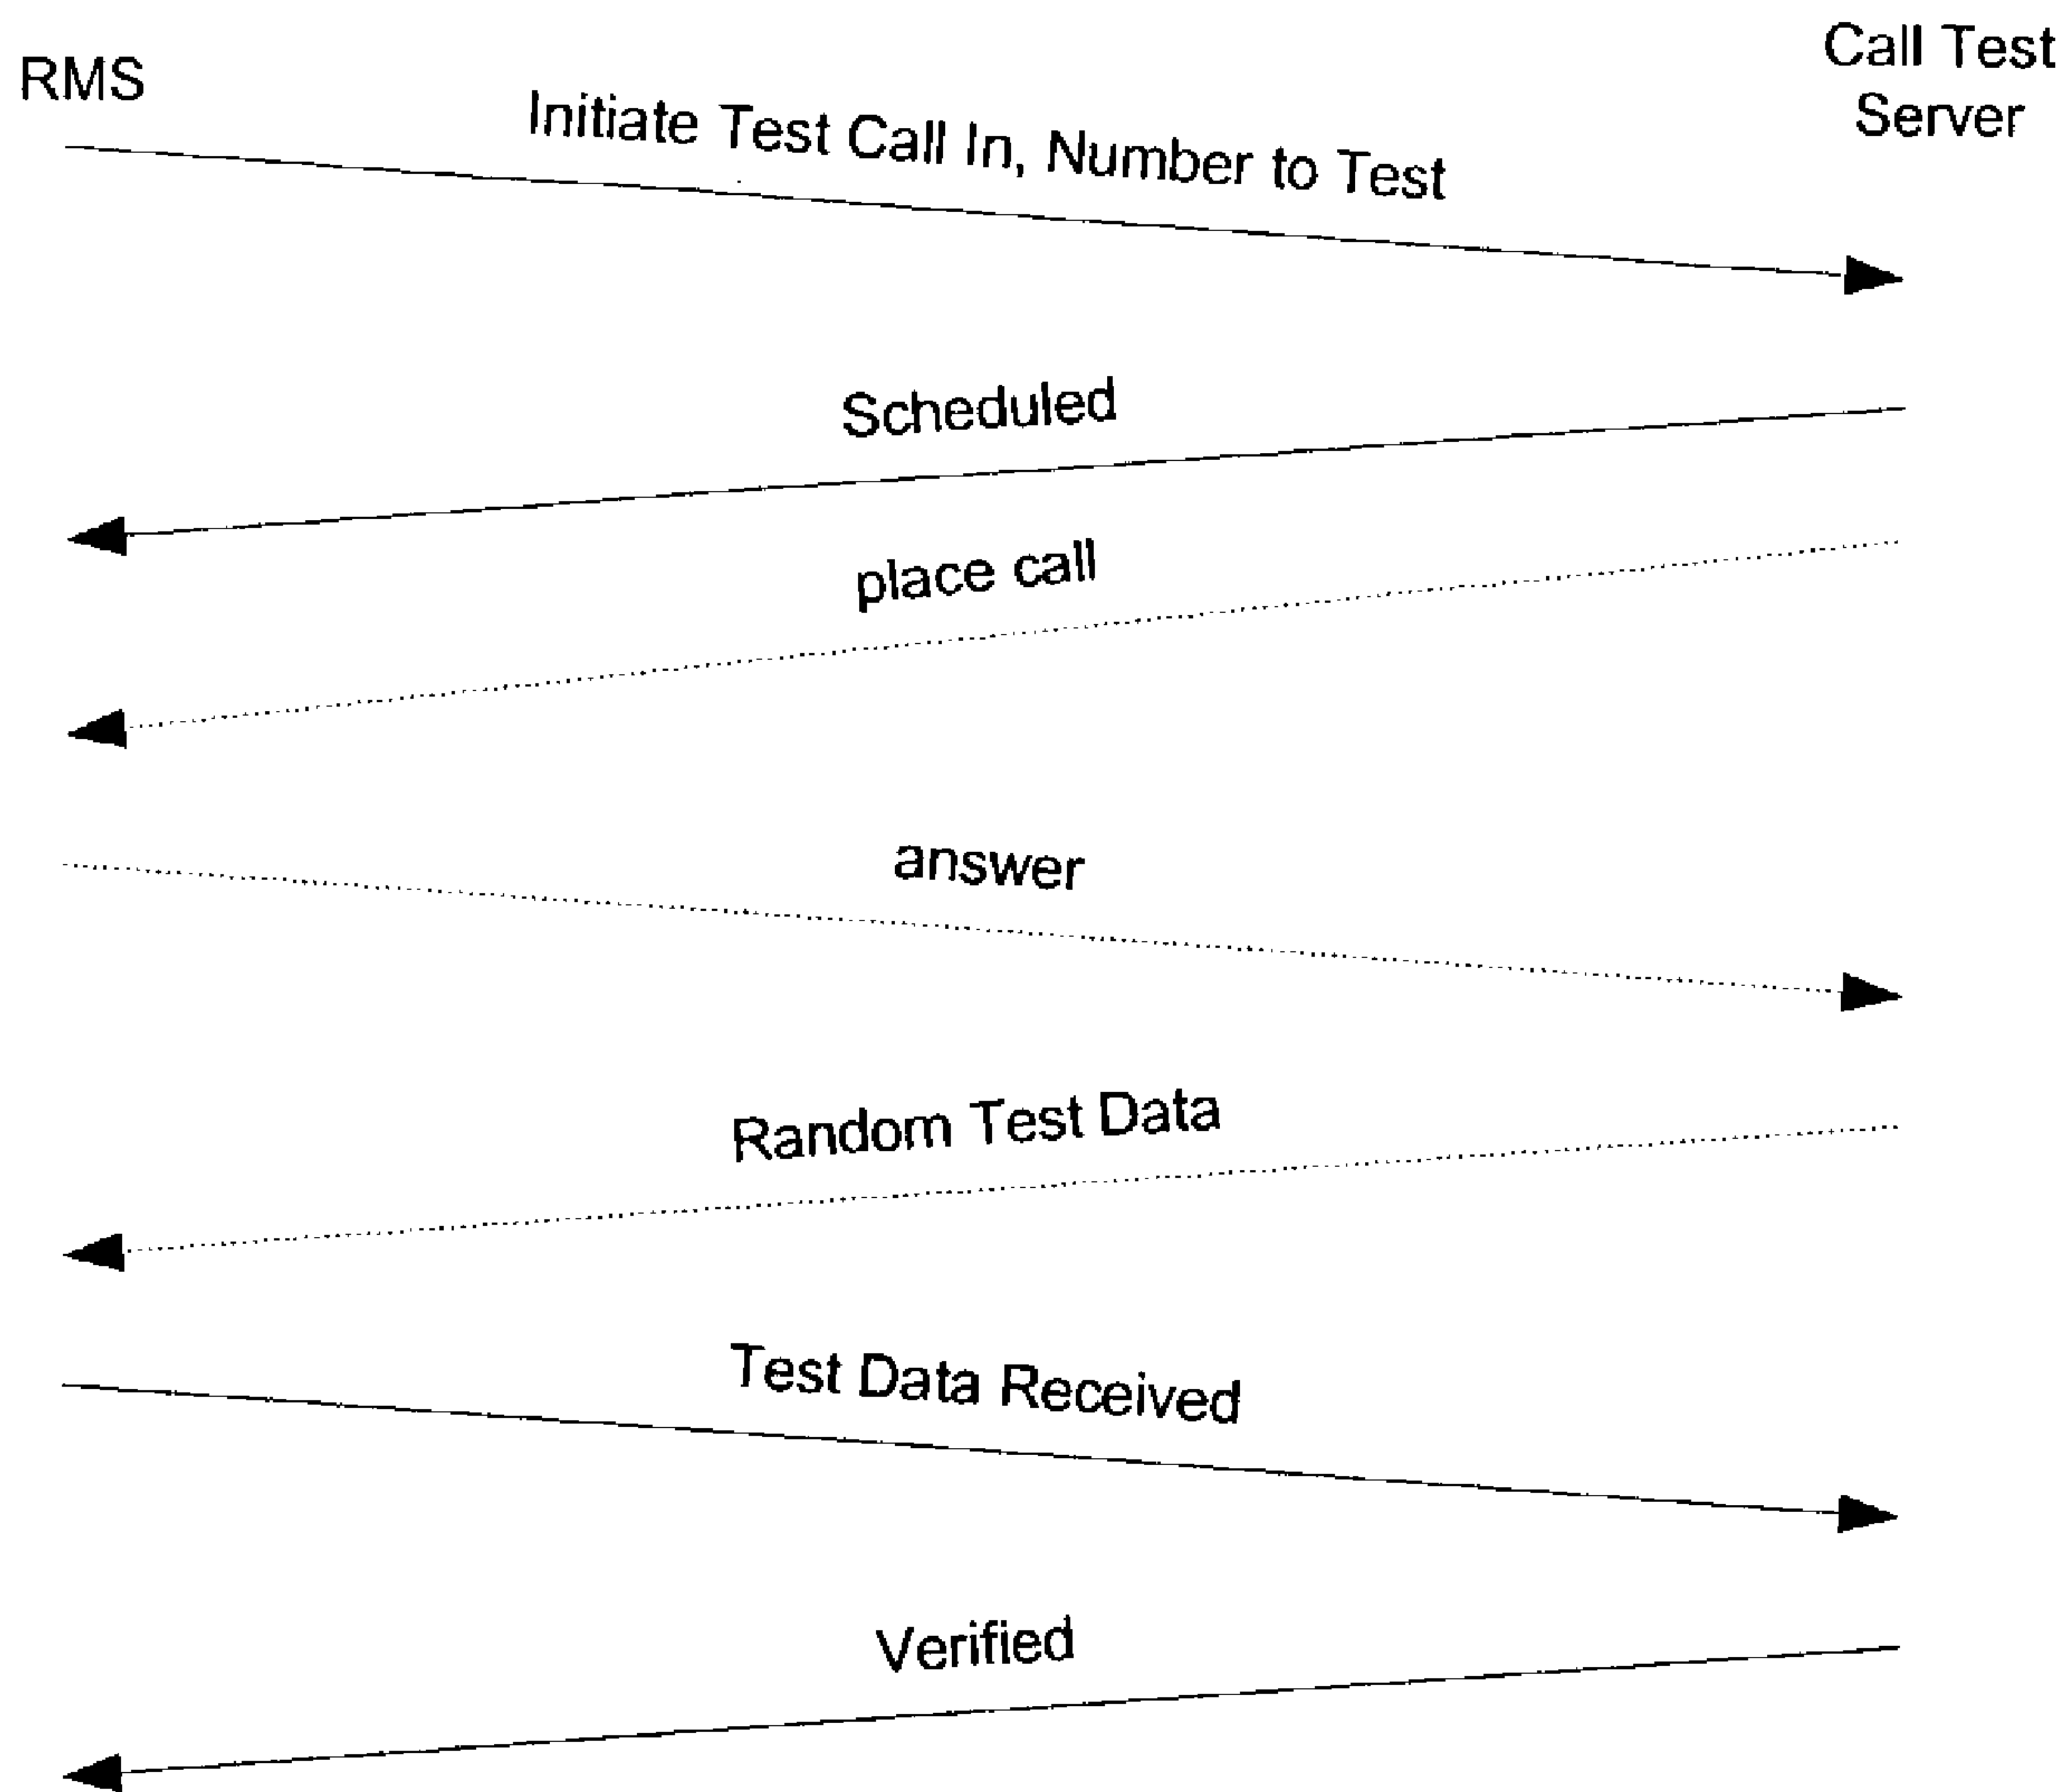 RMS
Call Test
Server
Initiate Test Call In, Number to Test
Scheduled
place call
answer
Random Test Data
Test Data Received
Verified